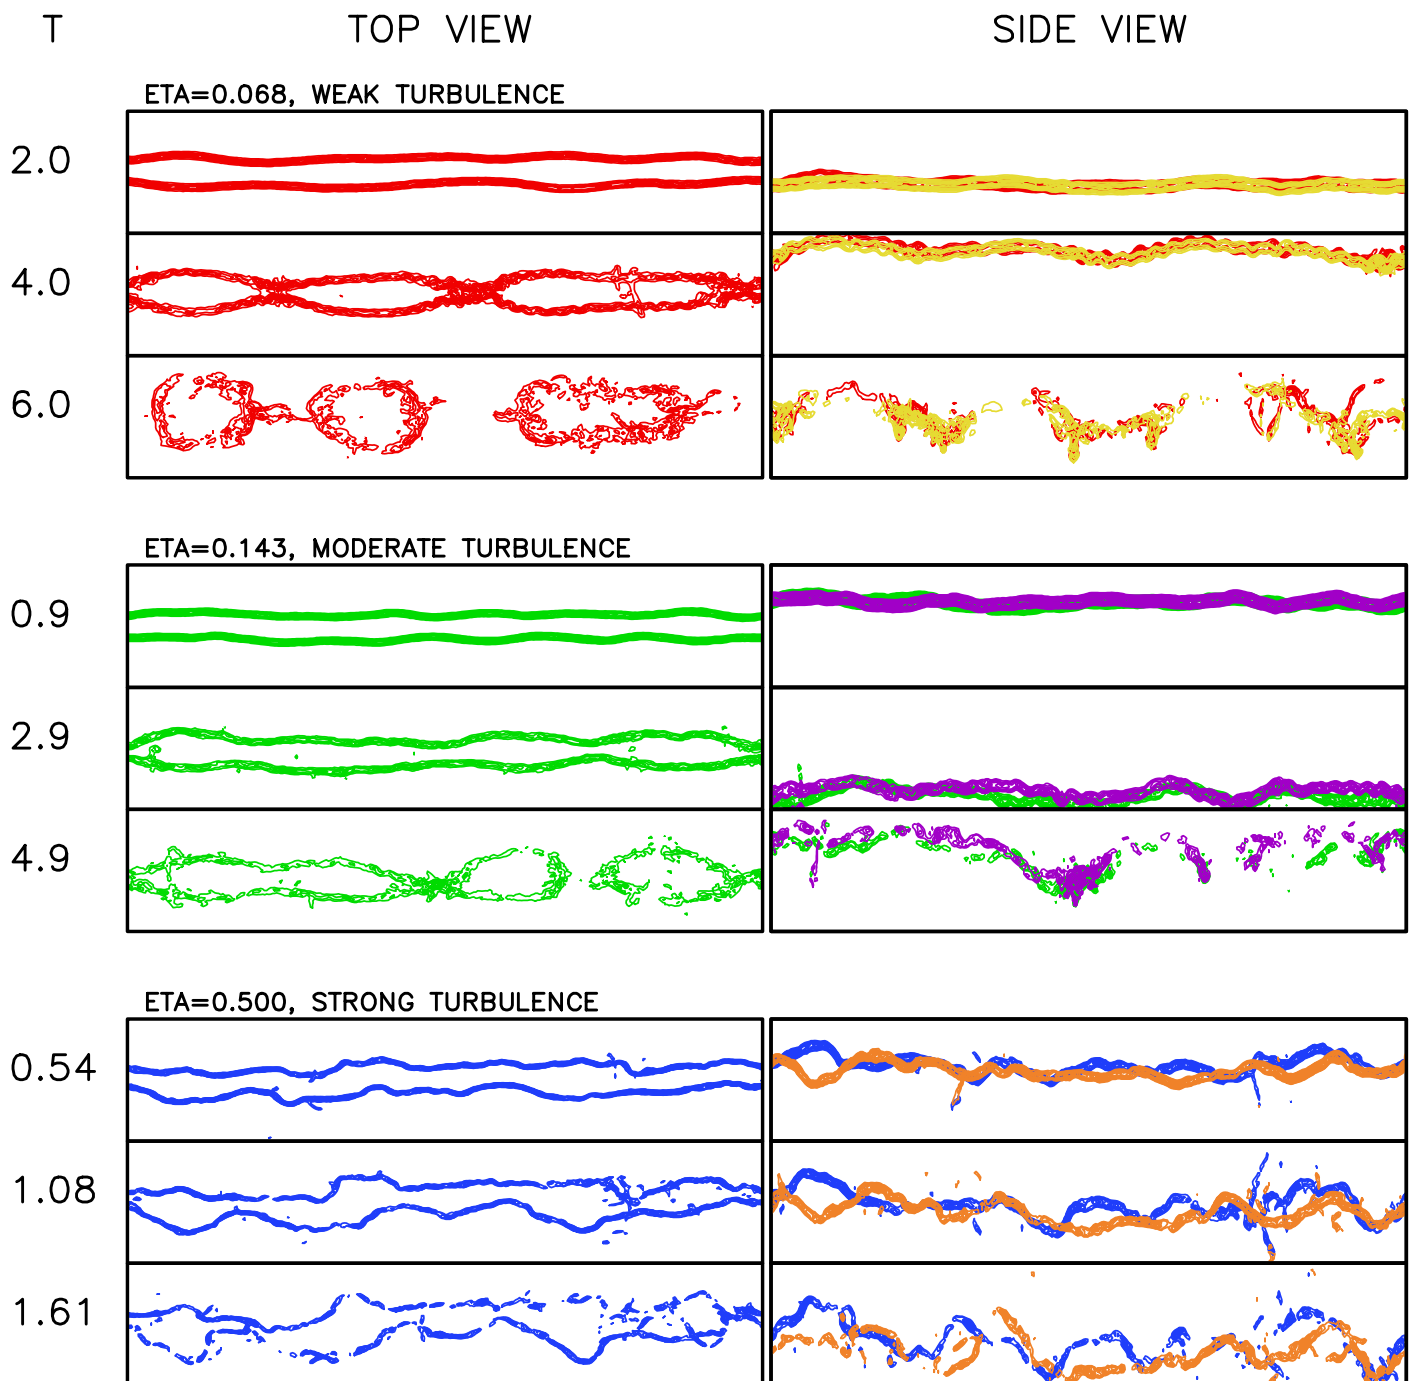 T TOP VIEW SIDE VIEW
ETA=0.068, WEAK TURBULENCE
2.0
4.0
6.0
ETA=0.143, MODERATE TURBULENCE
0.9
2.9
4.9
ETA=0.500, STRONG TURBULENCE
0.54
1.08
1.61